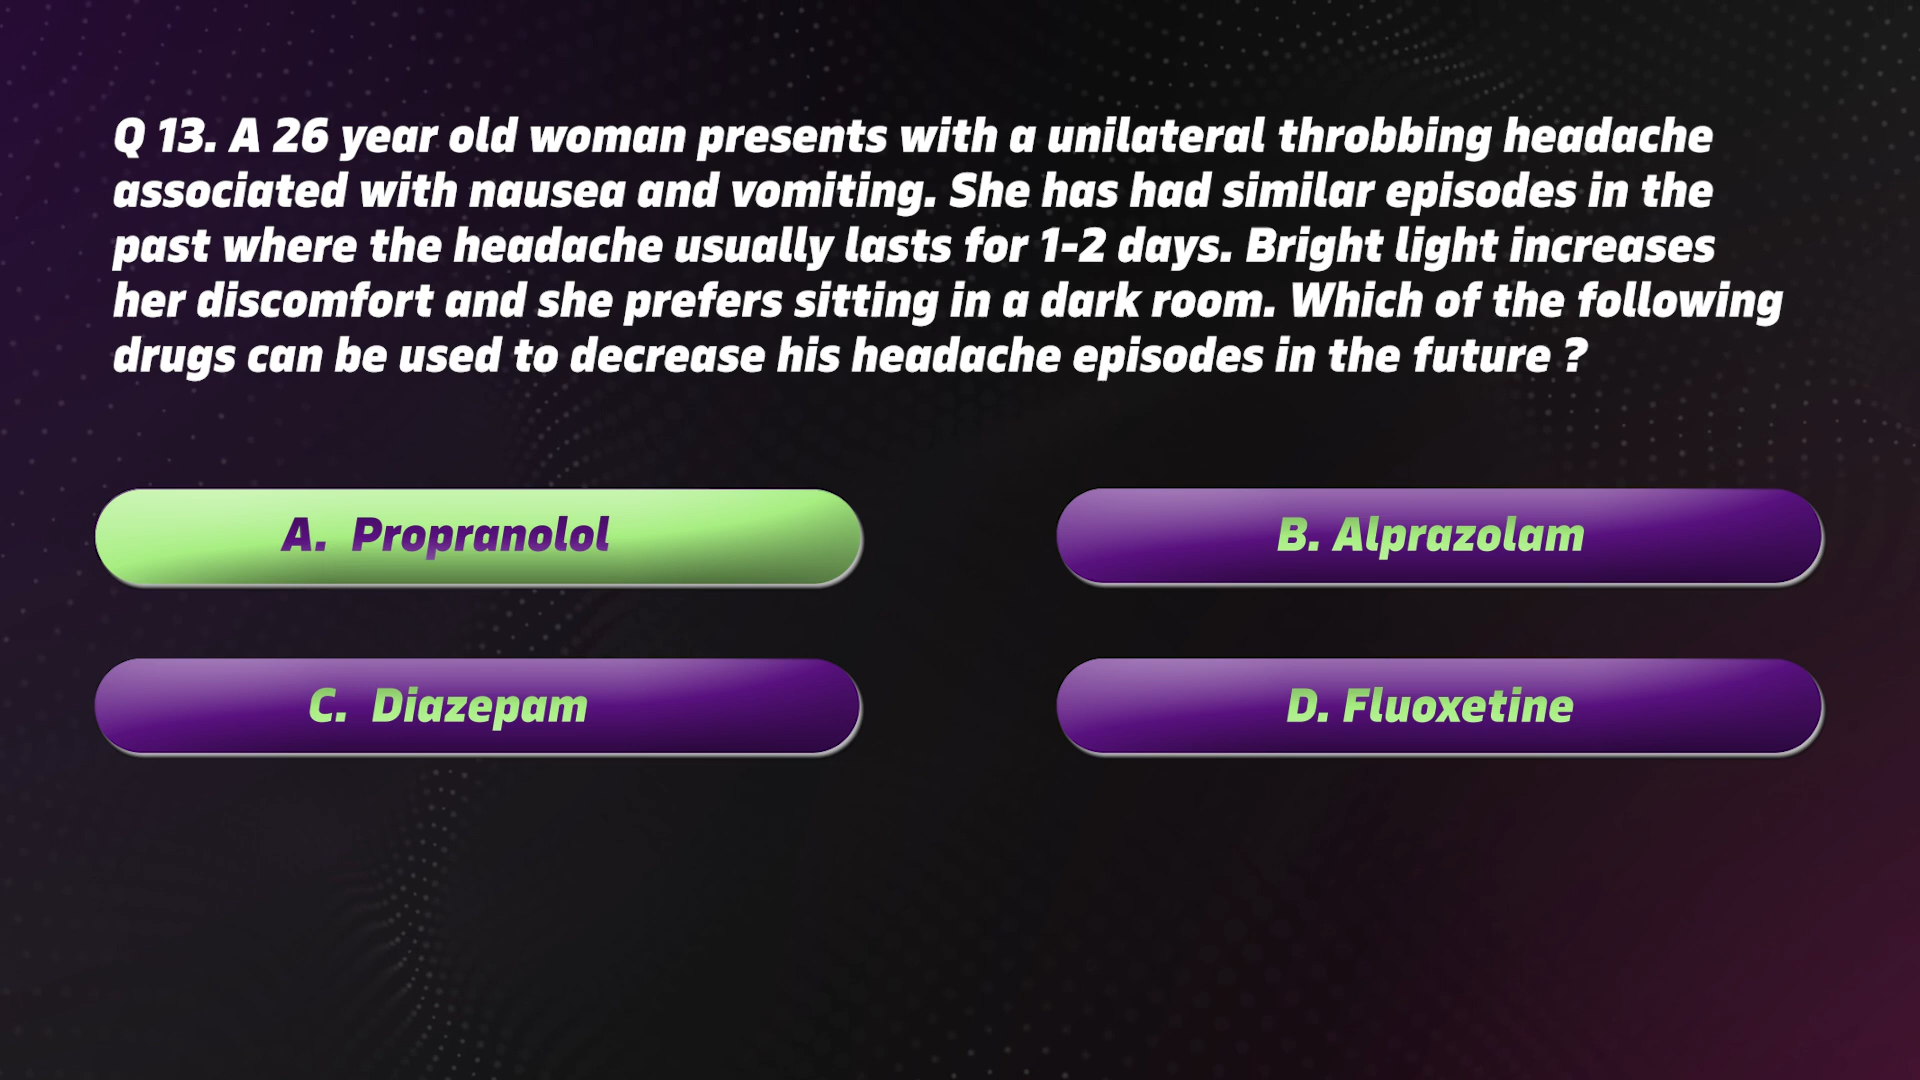 Q 13. A 26 year old woman presents with a unilateral throbbing headache
associated with nausea and vomiting. She has had similar episodes in the
past where the headache usually lasts for 1-2 days. Bright light increases
her discomfort and she prefers sitting in a dark room. Which of the following
drugs can be used to decrease his headache episodes in the future ?
A. Propranolol
B. Alprazolam
C. Diazepam
D. Fluoxetine